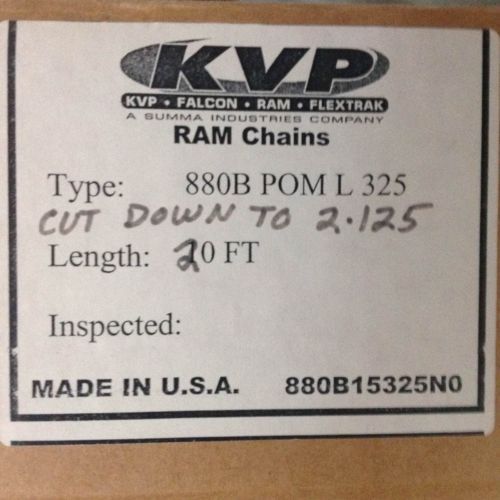 KVP
KVP • FALCON • RAM • FLEXTRAK
A SUMMA INDUSTRIES COMPANY
RAM Chains
Type: 880B POM L 325
CUT DOWN TO 2.125
Length: 20 FT
Inspected:
MADE IN U.S.A. 880B15325N0